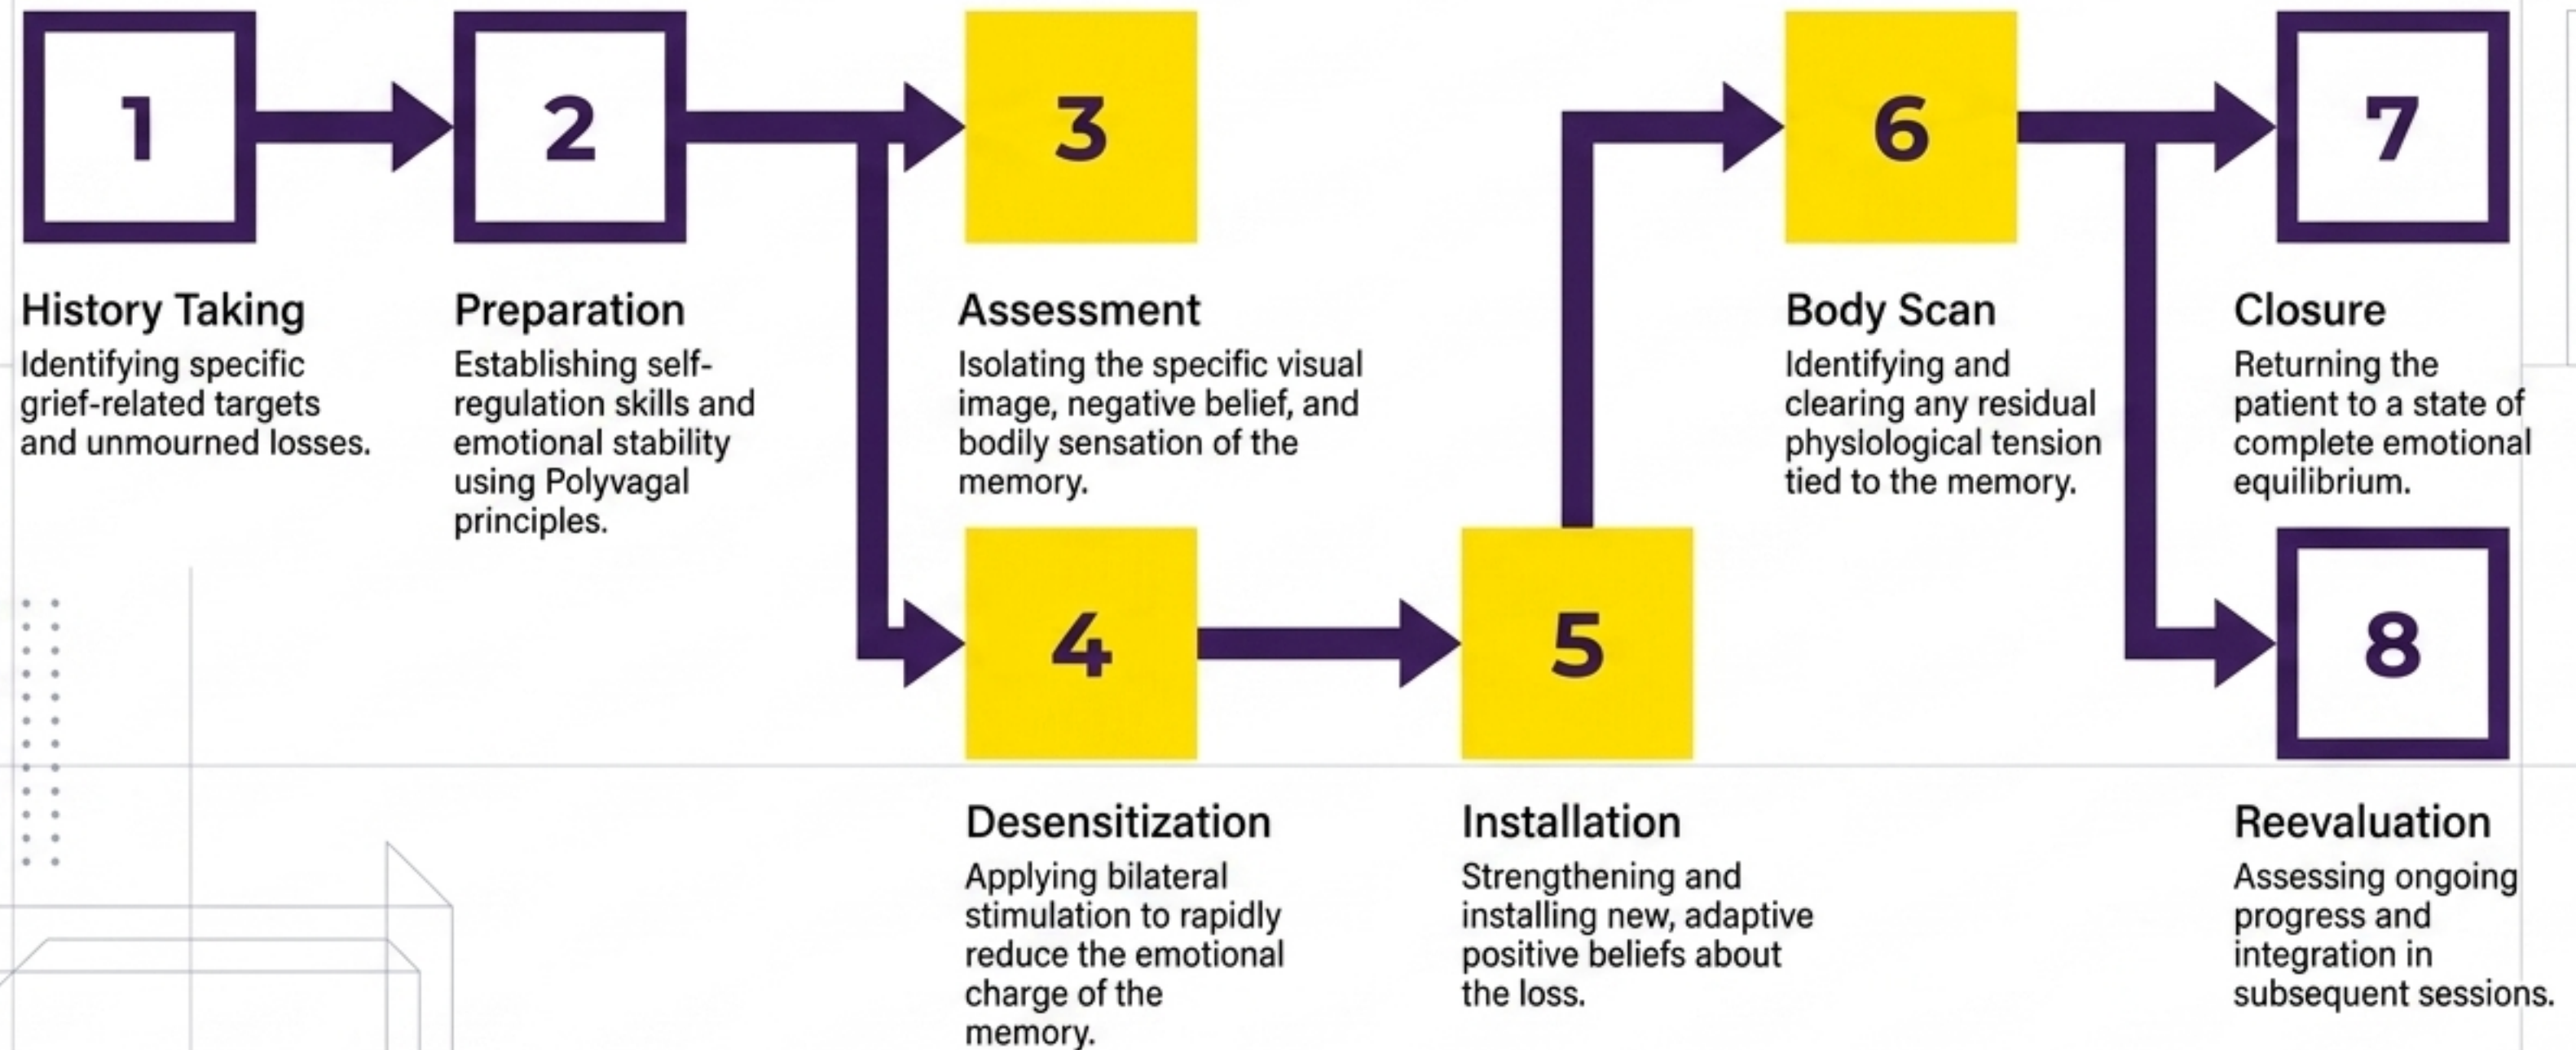 1
History Taking
Identifying specific
grief-related targets
and unmourned losses.
2
Preparation
Establishing self-
regulation skills and
emotional stability
using Polyvagal
principles.
3
Assessment
Isolating the specific visual
image, negative belief, and
bodily sensation of the
memory.
4
Desensitization
Applying bilateral
stimulation to rapidly
reduce the emotional
charge of the
memory.
5
Installation
Strengthening and
installing new, adaptive
positive beliefs about
the loss.
6
Body Scan
Identifying and
clearing any residual
physiological tension
tied to the memory.
7
Closure
Returning the
patient to a state of
complete emotional
equilibrium.
8
Reevaluation
Assessing ongoing
progress and
integration in
subsequent sessions.